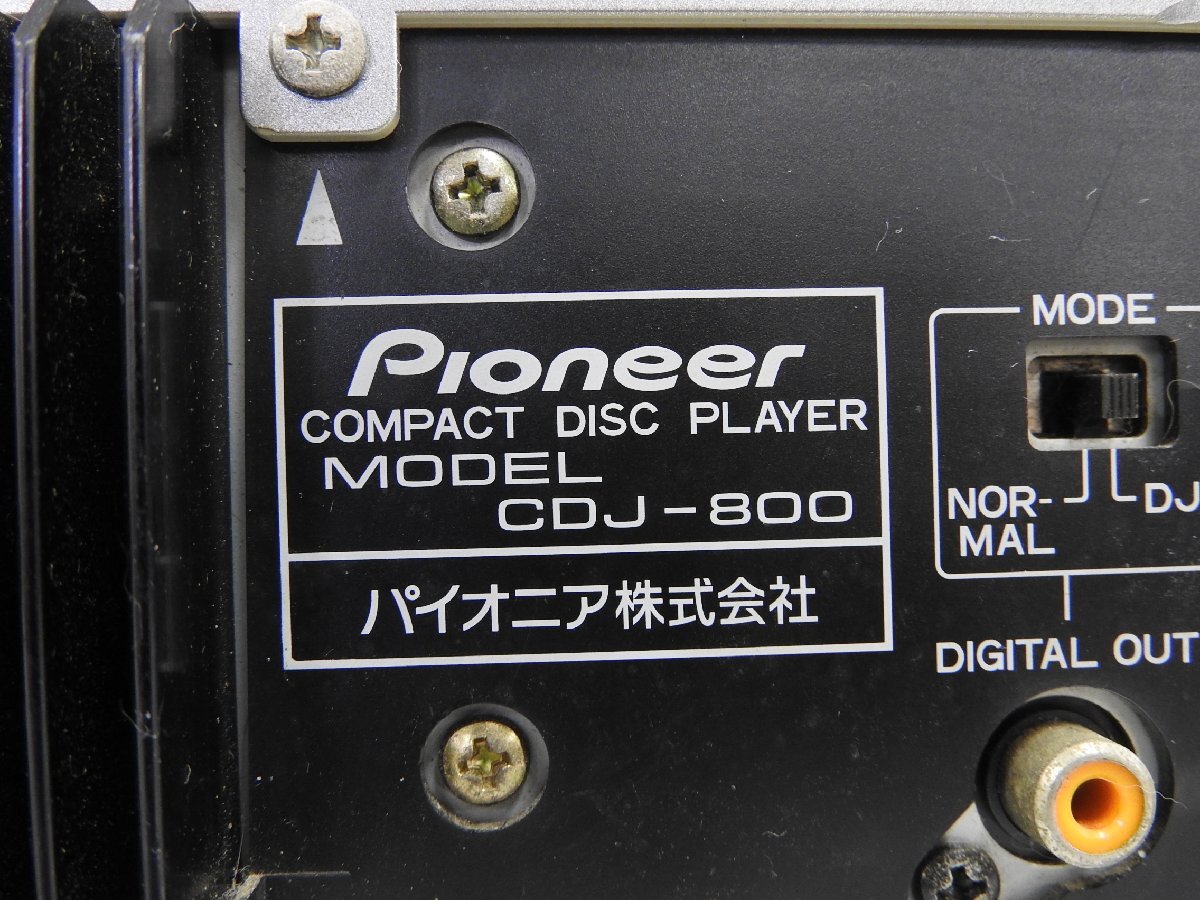 Pioneer
COMPACT DISC PLAYER
MODEL
CDJ-800
パイオニア株式会社
MODE
NOR-
MAL
DJ
DIGITAL OUT